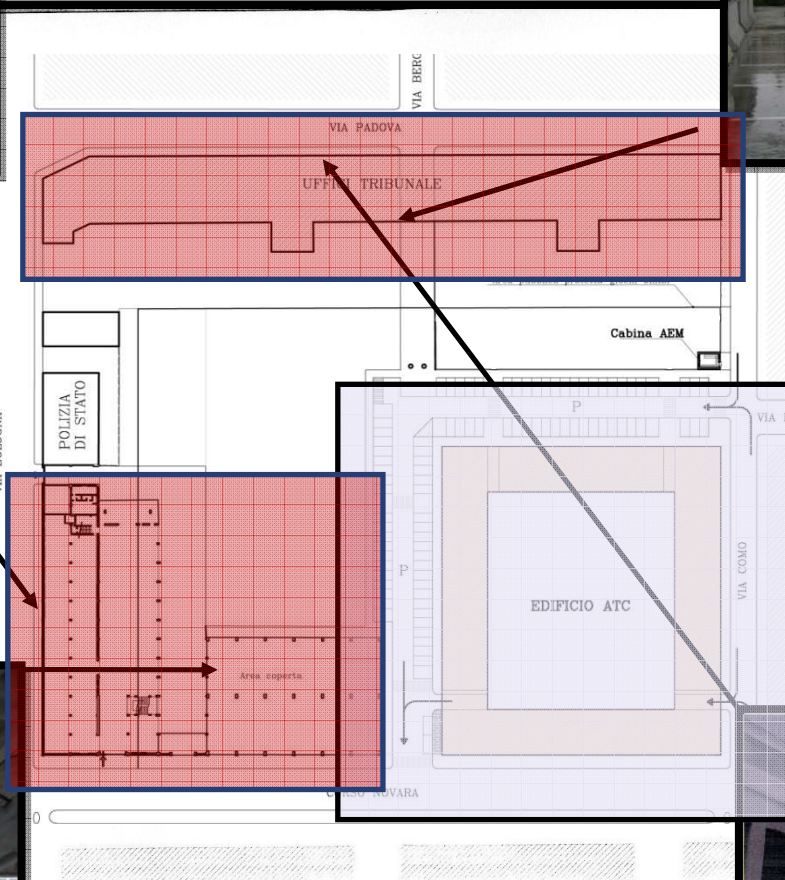 VIA BERG
VIA PADOVA
UFFICI TRIBUNALE
Cabina AEM
POLIZIA
DI STATO
P
VIA
P
EDIFICIO ATC
VIA COMO
Area coperta
NOVARA